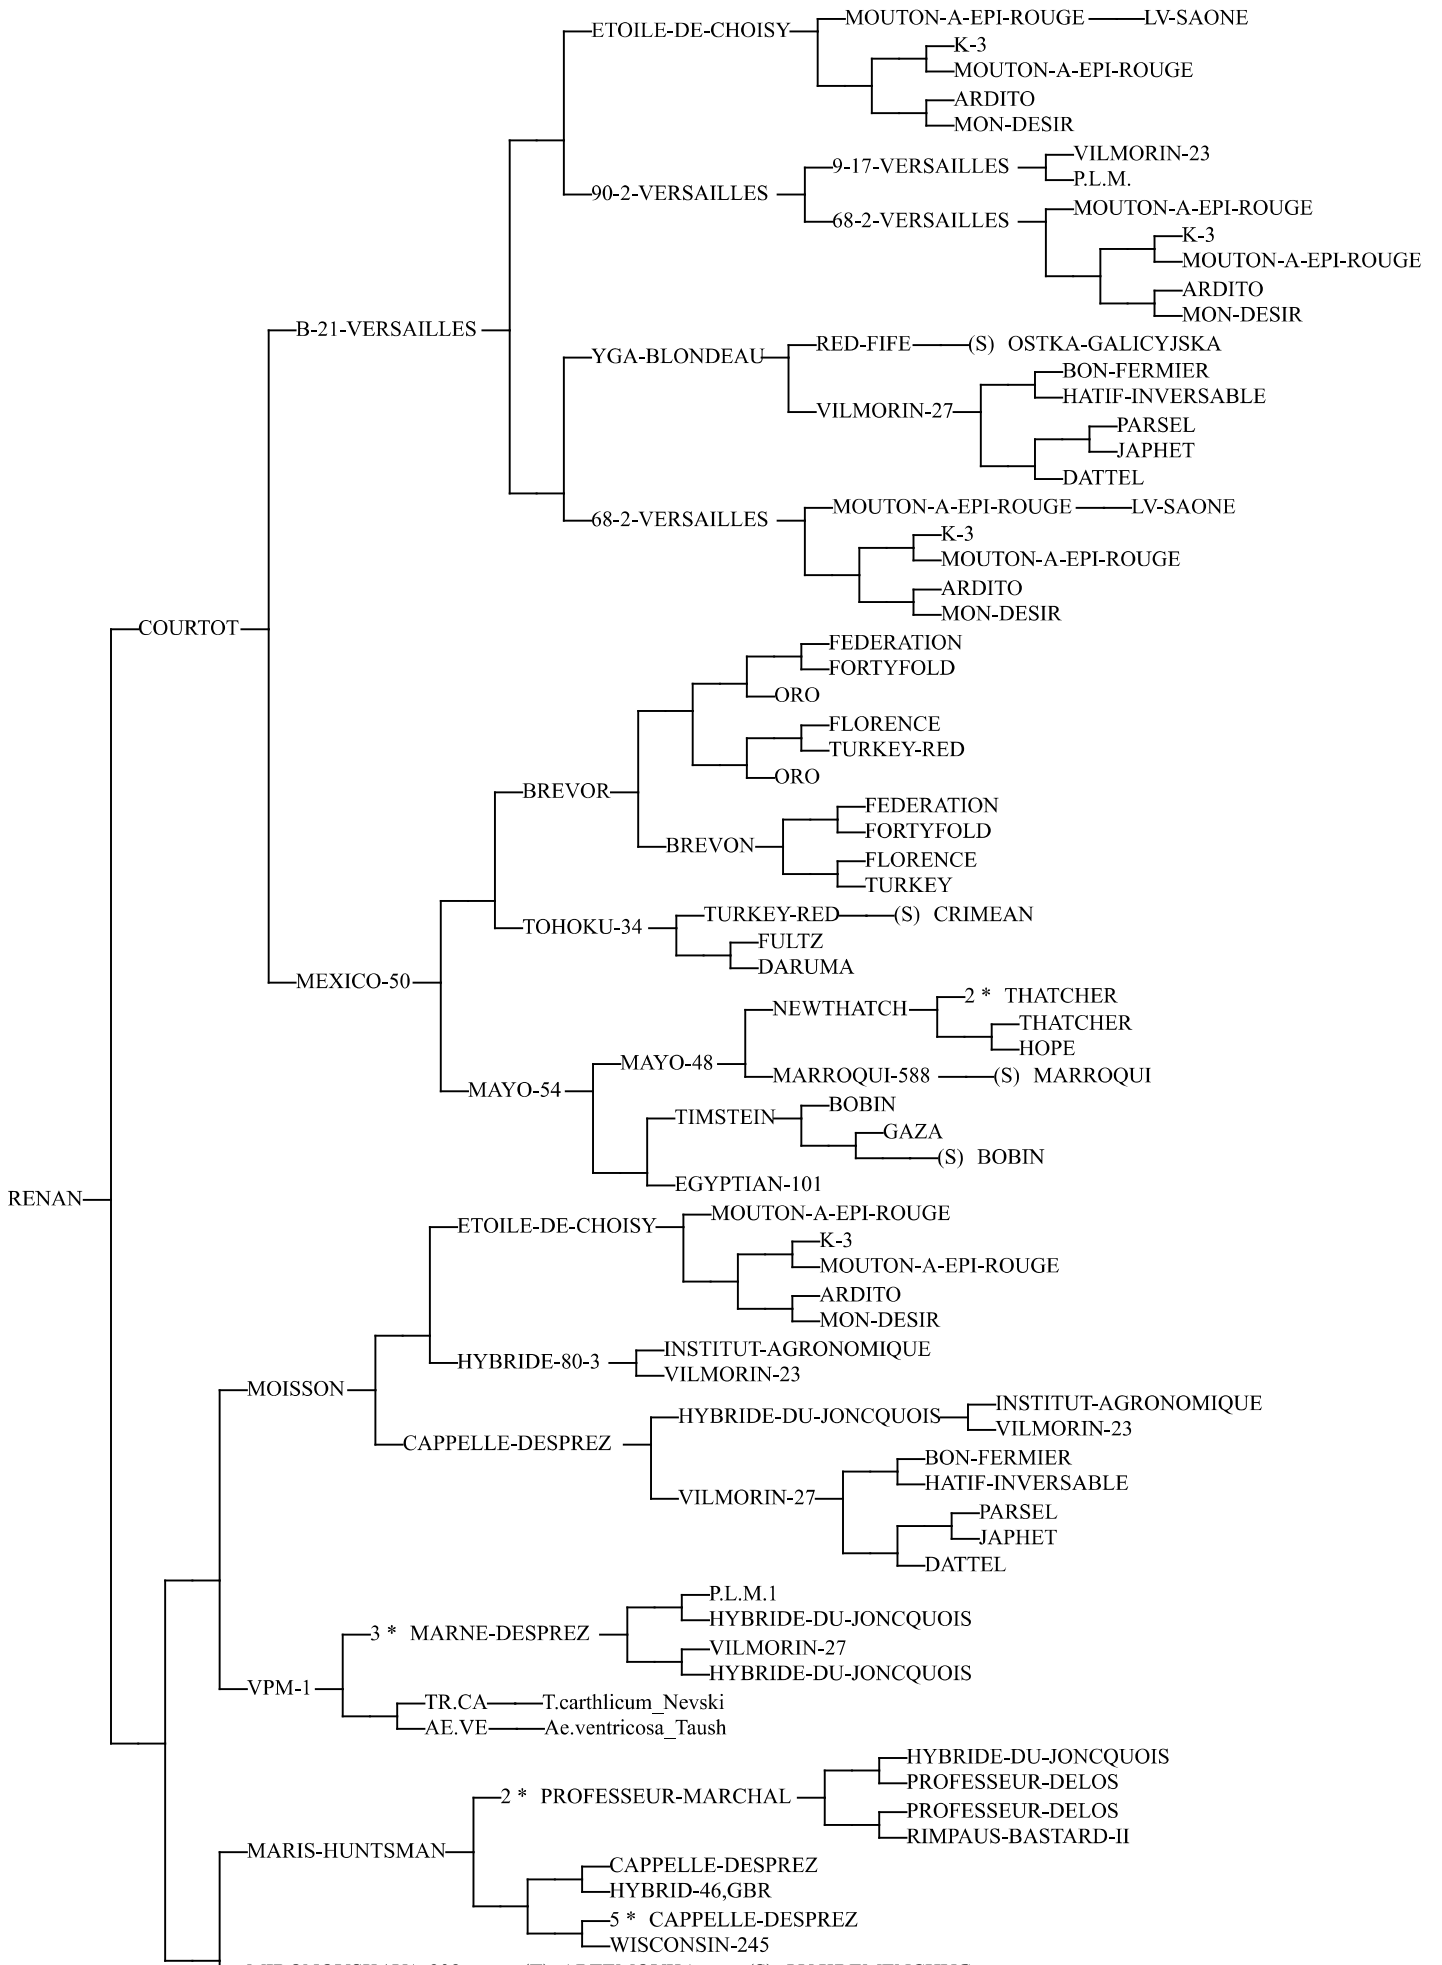 MOUTON-A-EPI-ROUGE LV-SAONE
ETOILE-DE-CHOISY
K-3
MOUTON-A-EPI-ROUGE
ARDITO
MON-DESIR
VILMORIN-23
9-17-VERSAILLES
P.L.M.
90-2-VERSAILLES
MOUTON-A-EPI-ROUGE
68-2-VERSAILLES
K-3
MOUTON-A-EPI-ROUGE
ARDITO
MON-DESIR
B-21-VERSAILLES
RED-FIFE (S) OSTKA-GALICYJSKA
YGA-BLONDEAU
BON-FERMIER
HATIF-INVERSABLE
VILMORIN-27
PARSEL
JAPHET
DATTEL
MOUTON-A-EPI-ROUGE LV-SAONE
68-2-VERSAILLES
K-3
MOUTON-A-EPI-ROUGE
ARDITO
MON-DESIR
COURTOT
FEDERATION
FORTYFOLD
ORO
FLORENCE
TURKEY-RED
ORO
BREVOR
FEDERATION
FORTYFOLD
BREVON
FLORENCE
TURKEY
TURKEY-RED (S) CRIMEAN
TOHOKU-34
FULTZ
DARUMA
MEXICO-50
2 * THATCHER
NEWTHATCH
THATCHER
HOPE
MAYO-48
MARROQUI-588 (S) MARROQUI
MAYO-54
BOBIN
TIMSTEIN
GAZA
(S) BOBIN
EGYPTIAN-101
RENAN
MOUTON-A-EPI-ROUGE
ETOILE-DE-CHOISY
K-3
MOUTON-A-EPI-ROUGE
ARDITO
MON-DESIR
INSTITUT-AGRONOMIQUE
HYBRIDE-80-3
VILMORIN-23
MOISSON
INSTITUT-AGRONOMIQUE
HYBRIDE-DU-JONCQUOIS
VILMORIN-23
CAPPELLE-DESPREZ
BON-FERMIER
HATIF-INVERSABLE
VILMORIN-27
PARSEL
JAPHET
DATTEL
P.L.M.1
HYBRIDE-DU-JONCQUOIS
3 * MARNE-DESPREZ
VILMORIN-27
HYBRIDE-DU-JONCQUOIS
VPM-1
TR.CA T.carthlicum_Nevski
AE.VE Ae.ventricosa_Taush
HYBRIDE-DU-JONCQUOIS
PROFESSEUR-DELOS
2 * PROFESSEUR-MARCHAL
PROFESSEUR-DELOS
RIMPAUS-BASTARD-II
MARIS-HUNTSMAN
CAPPELLE-DESPREZ
HYBRID-46,GBR
5 * CAPPELLE-DESPREZ
WISCONSIN-245